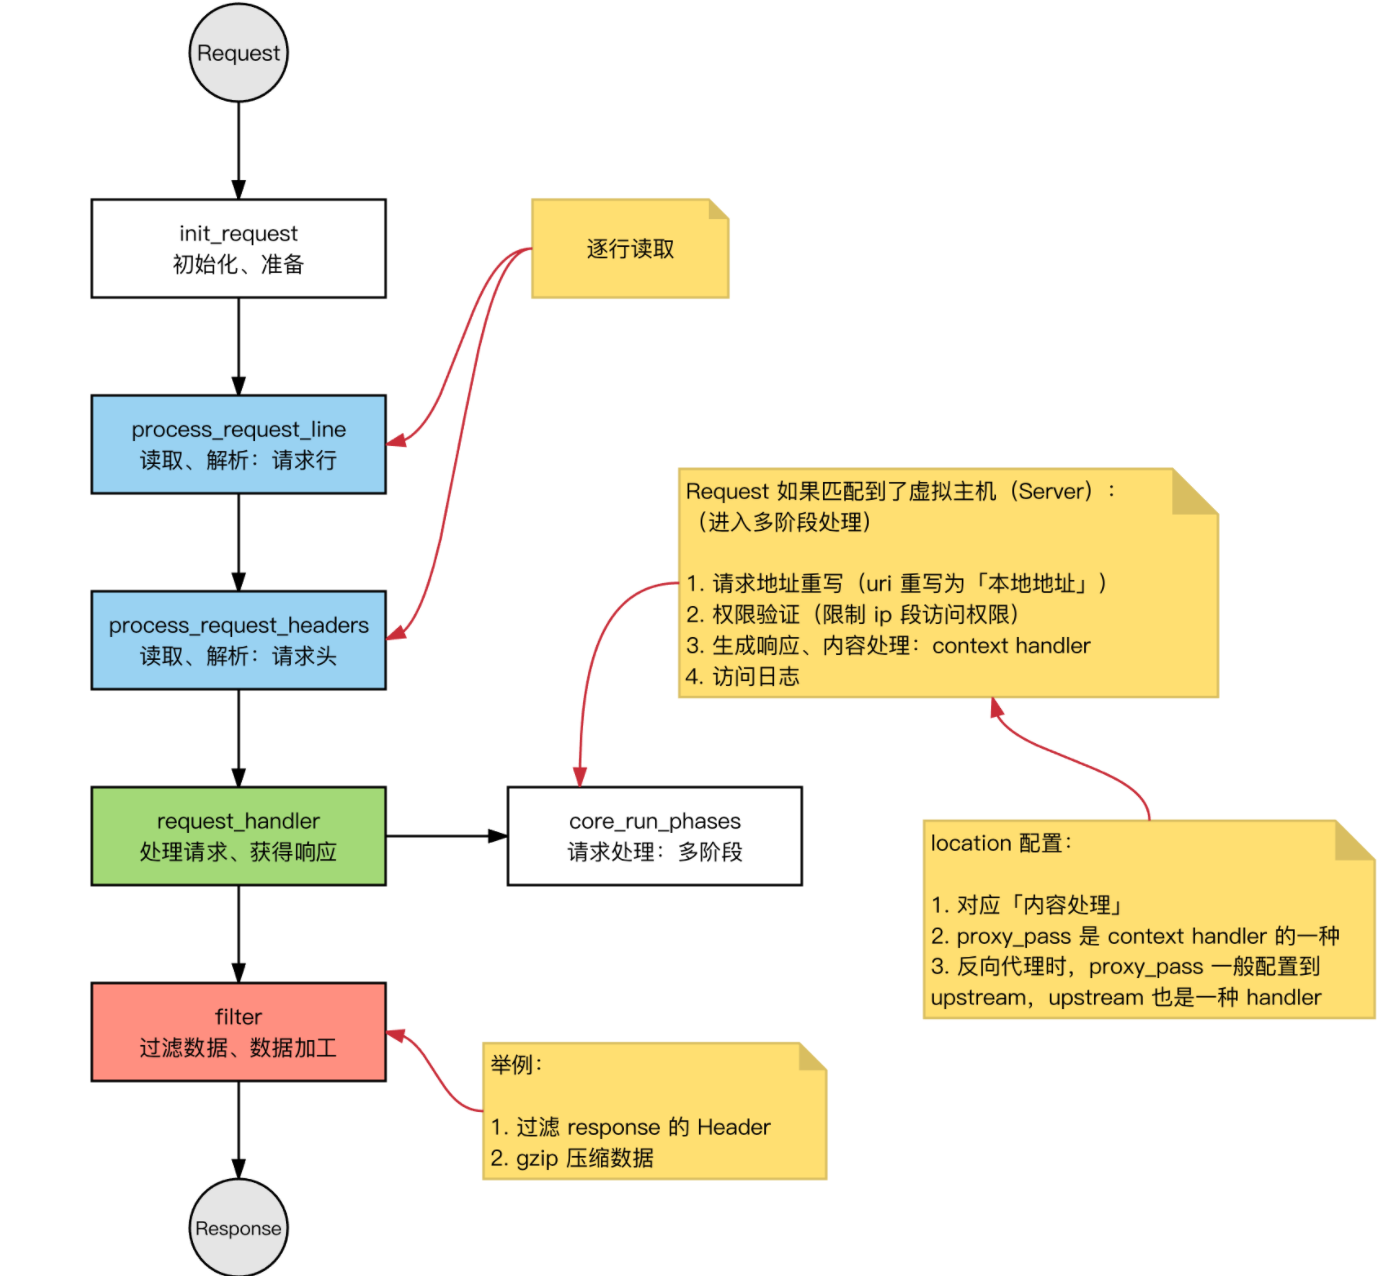 Request
init_request
初始化、准备
逐行读取
process_request_line
读取、解析：请求行
Request 如果匹配到了虚拟主机（Server）：
（进入多阶段处理）
1. 请求地址重写（uri 重写为「本地地址」）
2. 权限验证（限制 ip 段访问权限）
3. 生成响应、内容处理：context handler
4. 访问日志
process_request_headers
读取、解析：请求头
request_handler
处理请求、获得响应
core_run_phases
请求处理：多阶段
location 配置：
1. 对应「内容处理」
2. proxy_pass 是 context handler 的一种
3. 反向代理时，proxy_pass 一般配置到
upstream，upstream 也是一种 handler
filter
过滤数据、数据加工
举例：
1. 过滤 response 的 Header
2. gzip 压缩数据
Response